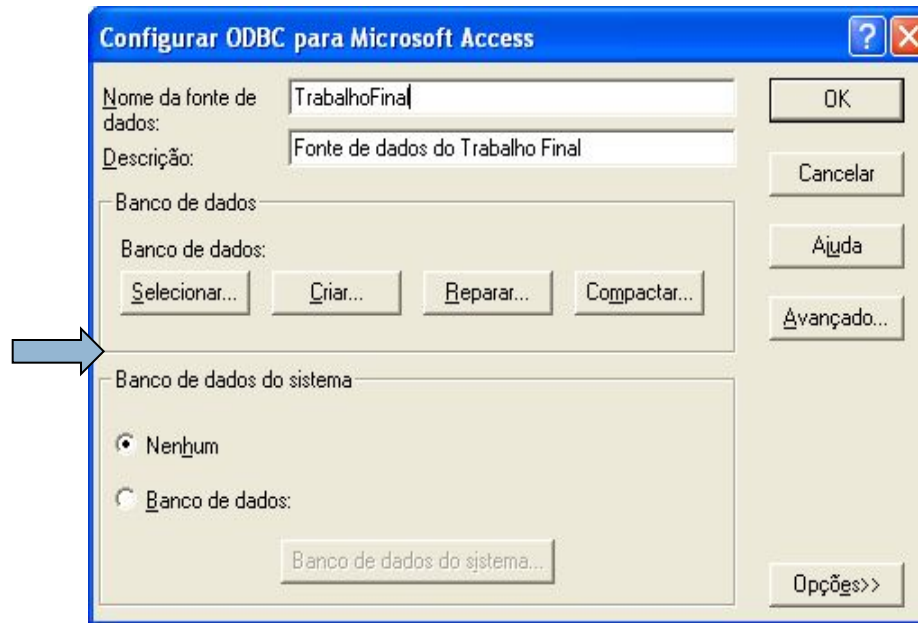 Configurar ODBC para Microsoft Access
Nome da fonte de dados:
TrabalhoFinal
OK
Descrição:
Fonte de dados do Trabalho Final
Cancelar
Banco de dados
Banco de dados:
Ajuda
Selecionar...
Criar...
Reparar...
Compactar...
Avançado...
Banco de dados do sistema
Nenhum
Banco de dados:
Banco de dados do sistema...
Opções>>